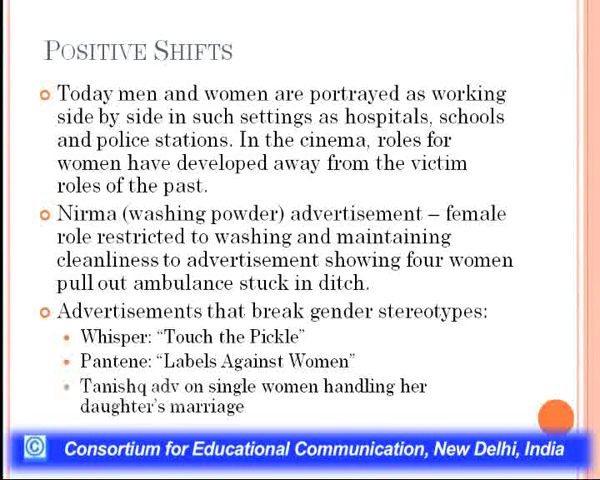 POSITIVE SHIFTS
Today men and women are portrayed as working
side by side in such settings as hospitals, schools
and police stations. In the cinema, roles for
women have developed away from the victim
roles of the past.
Nirma (washing powder) advertisement – female
role restricted to washing and maintaining
cleanliness to advertisement showing four women
pull out ambulance stuck in ditch.
Advertisements that break gender stereotypes:
Whisper: “Touch the Pickle”
Pantene: “Labels Against Women”
Tanishq adv on single women handling her
daughter’s marriage
© Consortium for Educational Communication, New Delhi, India